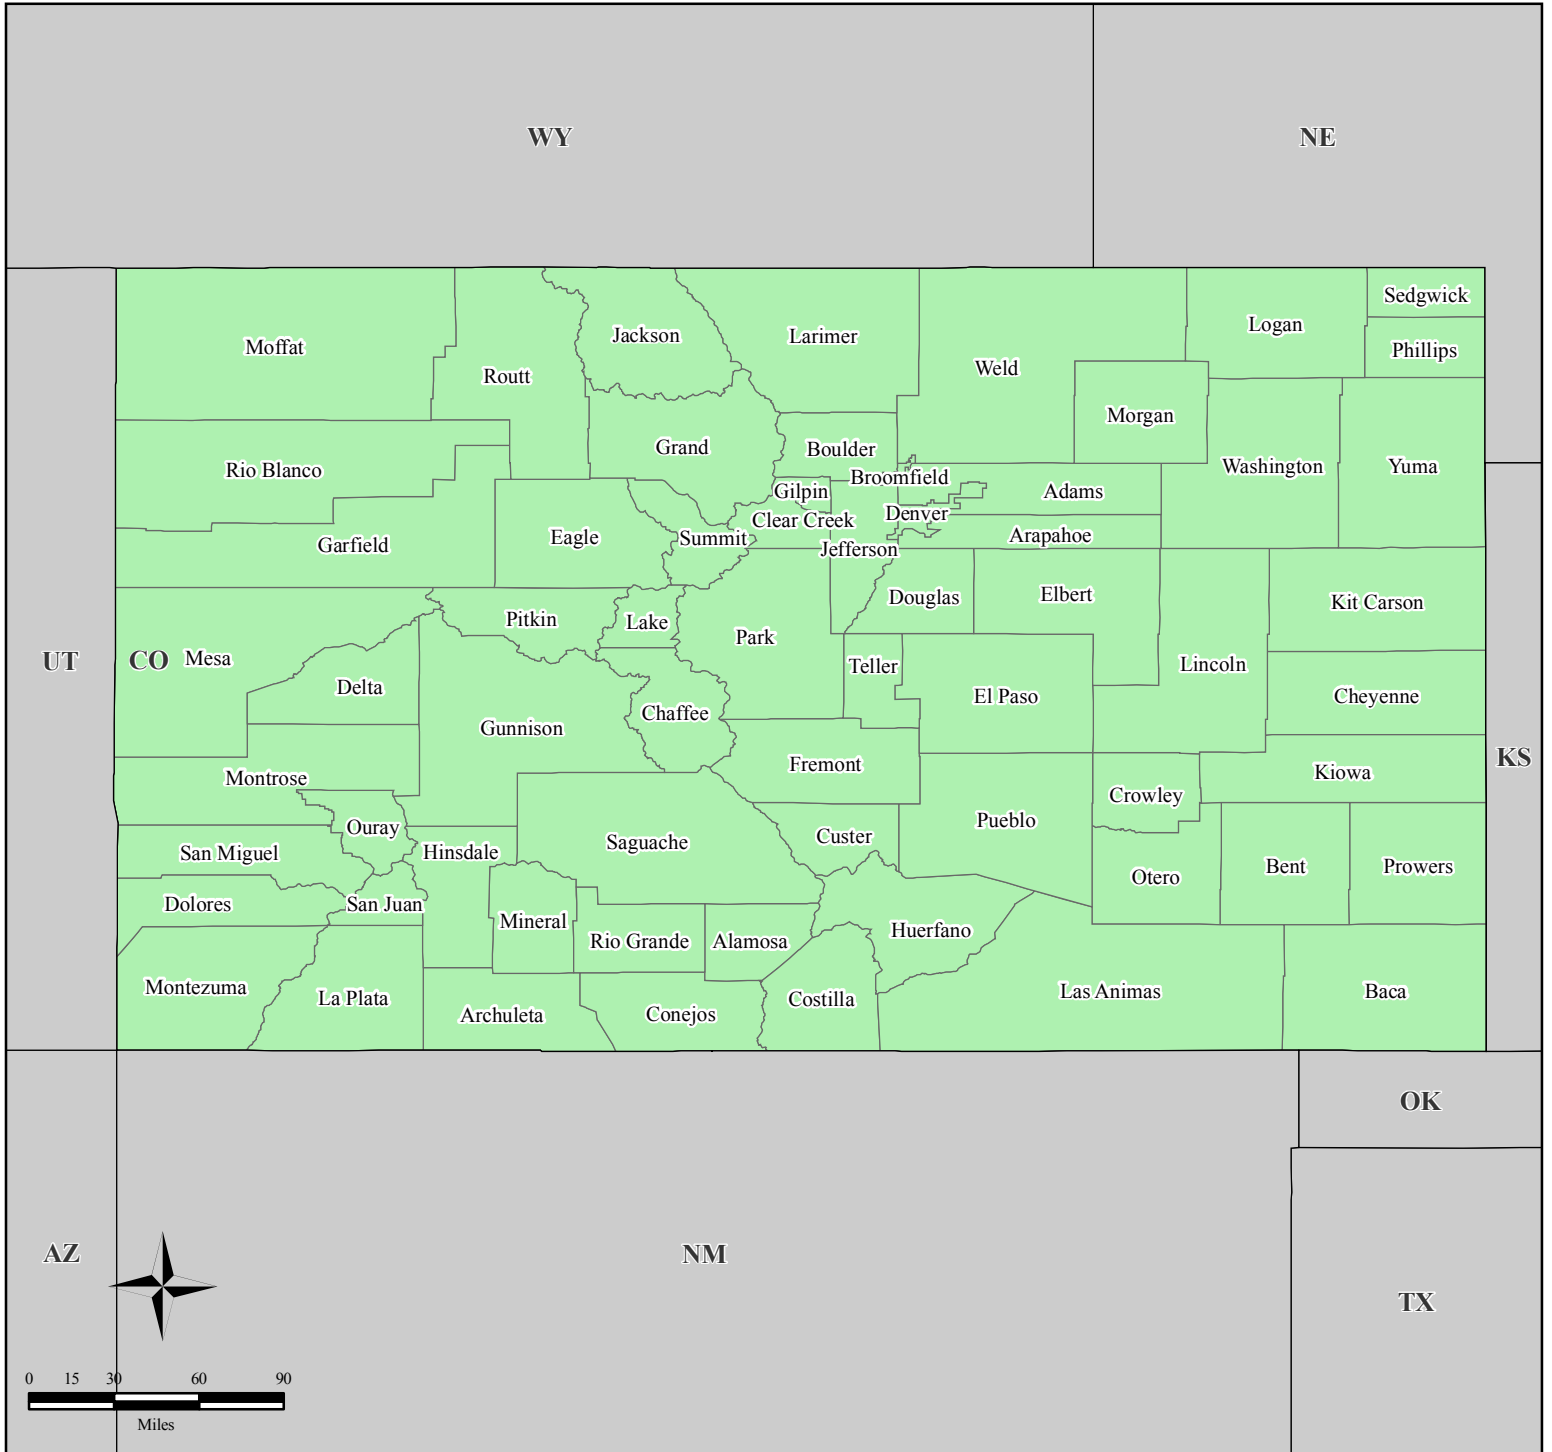 WY
NE
Sedgwick
Logan
Jackson
Larimer
Moffat
Phillips
Weld
Routt
Morgan
Grand
Boulder
Rio Blanco
Washington
Yuma
Broomfield
Gilpin
Adams
Denver
Clear Creek
Arapahoe
Eagle
Summit
Garfield
Jefferson
Elbert
Douglas
Kit Carson
Pitkin
Lake
Park
UT
CO
Mesa
Teller
Lincoln
Delta
El Paso
Cheyenne
Chaffee
Gunnison
KS
Fremont
Kiowa
Montrose
Crowley
Pueblo
Ouray
Custer
Saguache
Hinsdale
San Miguel
Bent
Prowers
Otero
Dolores
San Juan
Mineral
Huerfano
Rio Grande
Alamosa
Montezuma
Las Animas
Baca
La Plata
Costilla
Archuleta
Conejos
OK
AZ
NM
TX
0 15 30 60 90
Miles